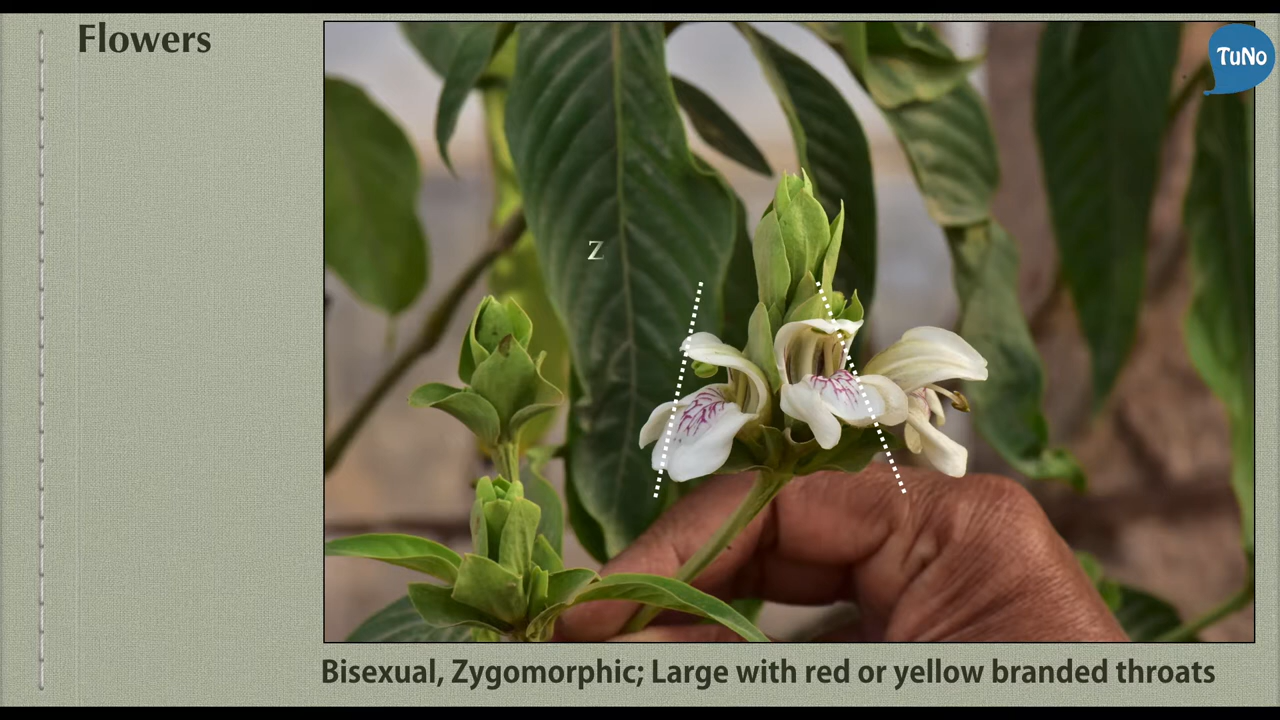 Flowers
TuNo
Z
Bisexual, Zygomorphic; Large with red or yellow branded throats